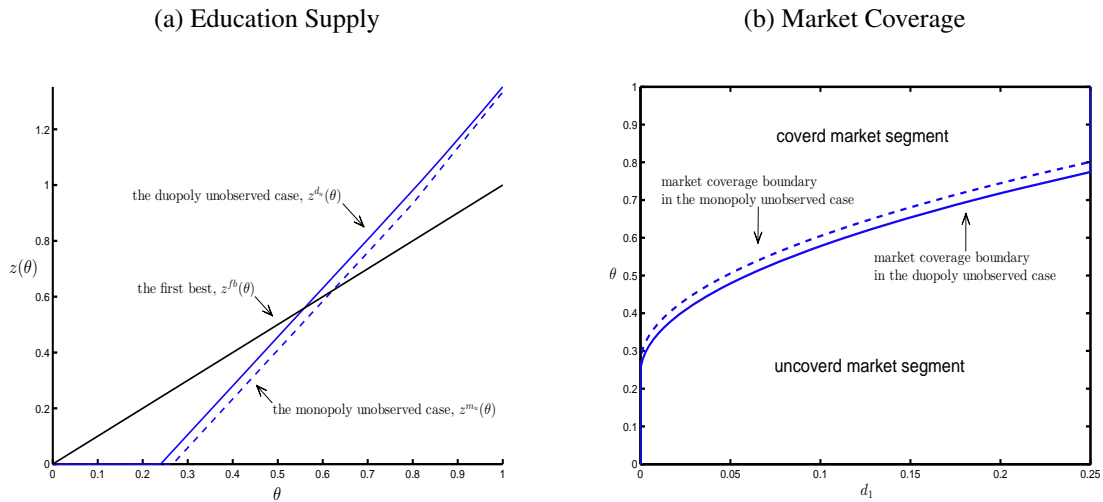 (a) Education Supply
1.2
1
0.8
0.6
0.4
0.2
0
z(θ)
the duopoly unobserved case, z^{d_u}(θ)
the first best, z^{fb}(θ)
the monopoly unobserved case, z^{m_u}(θ)
0 0.1 0.2 0.3 0.4 0.5 0.6 0.7 0.8 0.9 1
θ
(b) Market Coverage
1
0.9
0.8
0.7
0.6
0.5
0.4
0.3
0.2
0.1
0
θ
coverd market segment
market coverage boundary
in the monopoly unobserved case
market coverage boundary
in the duopoly unobserved case
uncoverd market segment
0 0.05 0.1 0.15 0.2 0.25
d_1